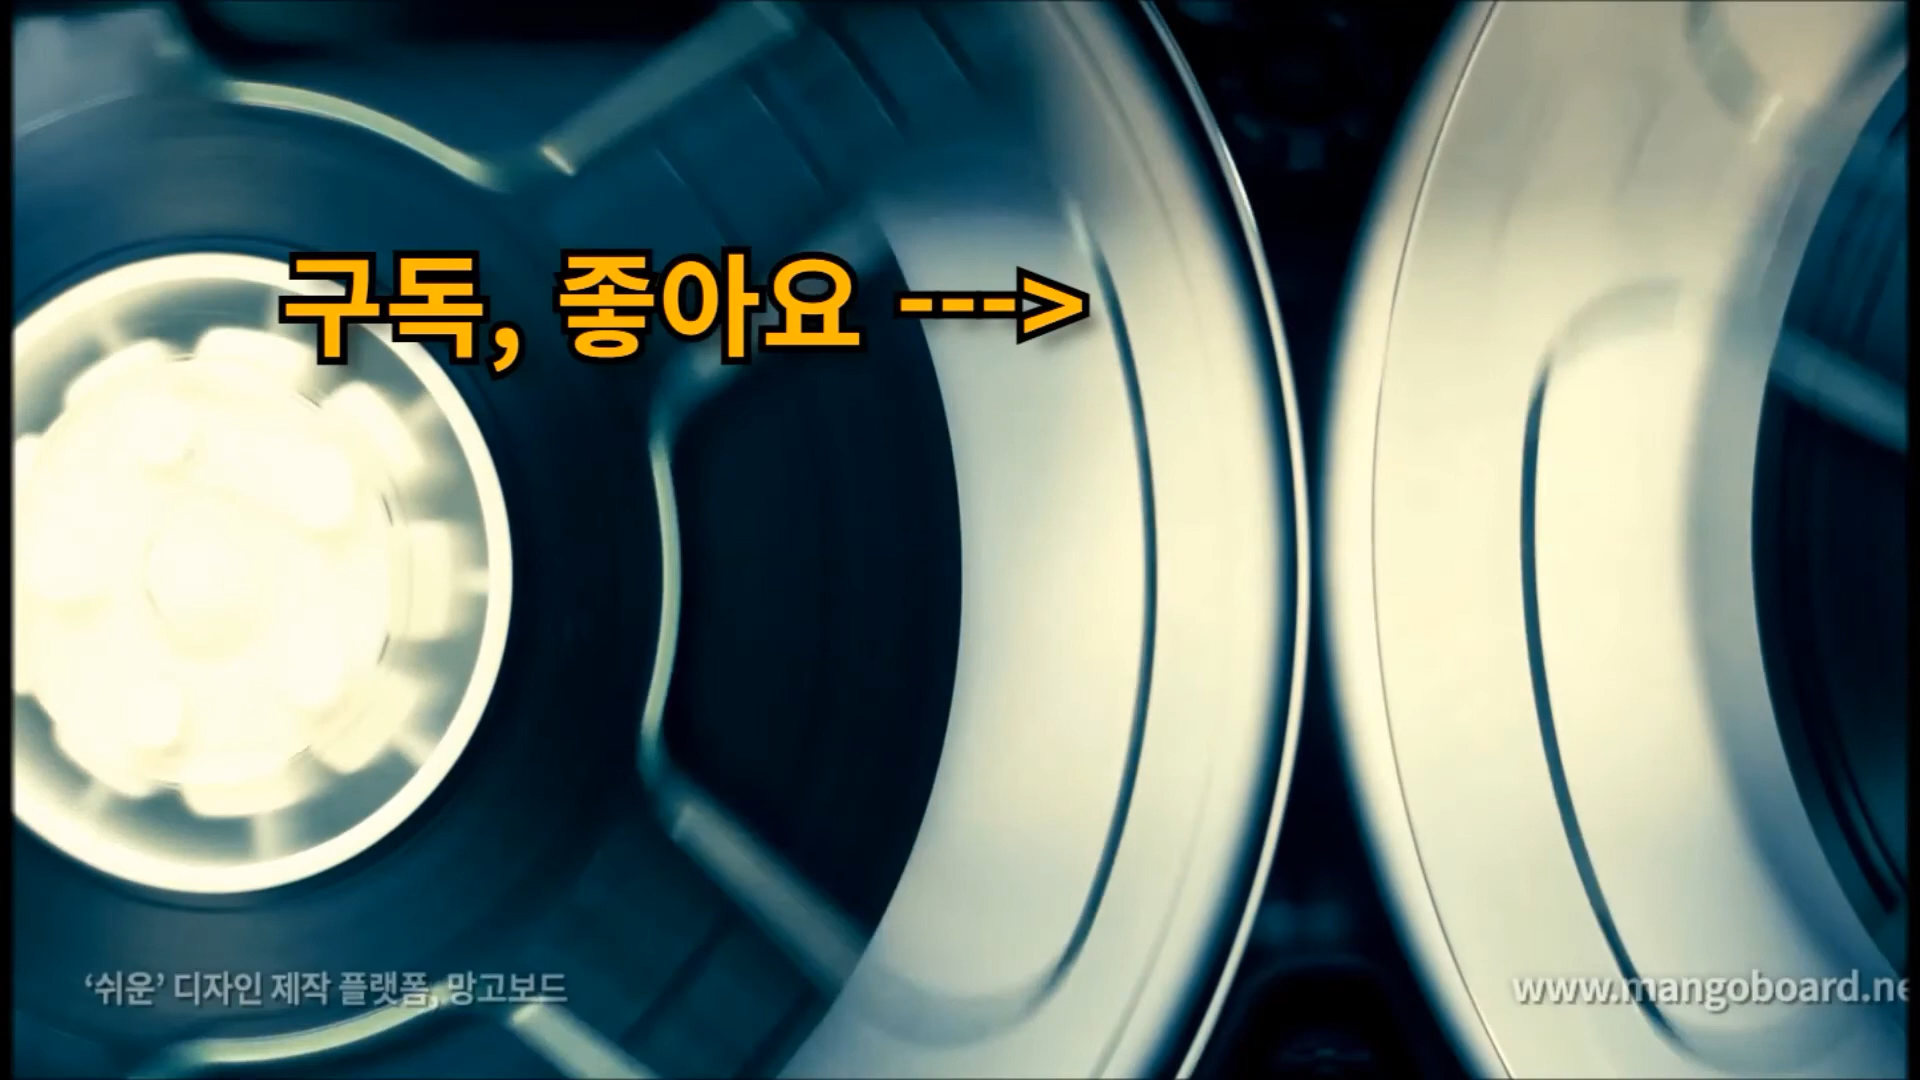 구독, 좋아요 --->
‘쉬운’ 디자인 제작 플랫폼, 망고보드
www.mangoboard.ne